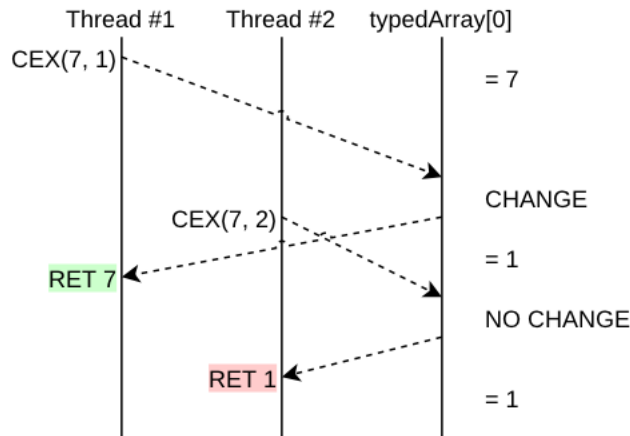 Thread #1 Thread #2 typedArray[0]
CEX(7, 1)
= 7
CHANGE
CEX(7, 2)
= 1
RET 7
NO CHANGE
RET 1
= 1